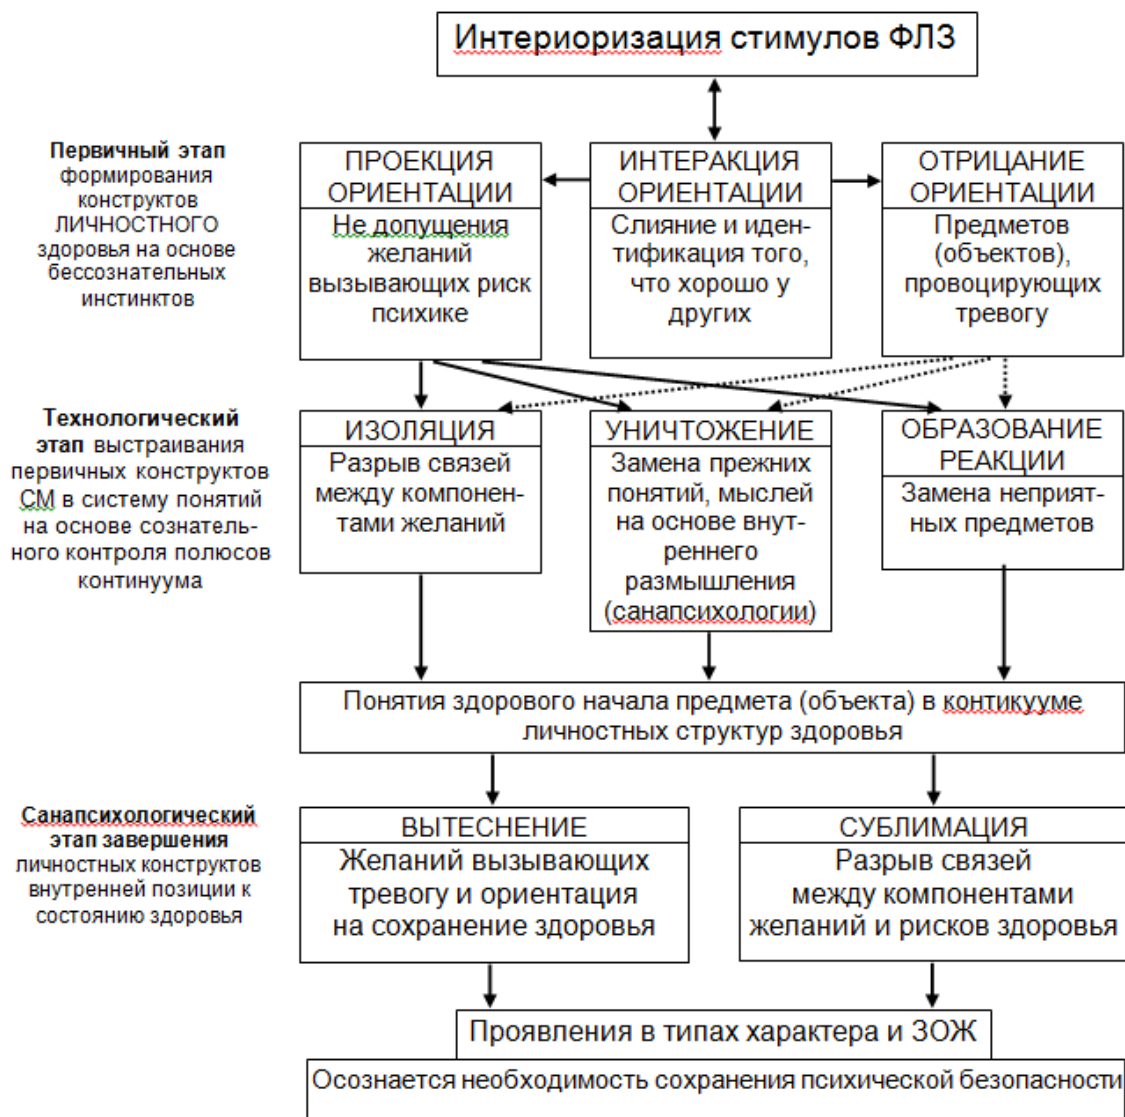 Интериоризация стимулов ФЛЗ
Первичный этап
формирования
конструктов
ЛИЧНОСТНОГО
здоровья на основе
бессознательных
инстинктов
ПРОЕКЦИЯ
ОРИЕНТАЦИИ
Не допущения
желаний
вызывающих риск
психике
ИНТЕРАКЦИЯ
ОРИЕНТАЦИИ
Слияние и иден-
тификация того,
что хорошо у
других
ОТРИЦАНИЕ
ОРИЕНТАЦИИ
Предметов
(объектов),
провоцирующих
тревогу
Технологический
этап выстраивания
первичных конструктов
СМ в систему понятий
на основе сознатель-
ного контроля полюсов
континуума
ИЗОЛЯЦИЯ
Разрыв связей
между компонен-
тами желаний
УНИЧТОЖЕНИЕ
Замена прежних
понятий, мыслей
на основе внут-
реннего
размышления
(санапсихологии)
ОБРАЗОВАНИЕ
РЕАКЦИИ
Замена неприят-
ных предметов
Понятия здорового начала предмета (объекта) в контикууме
личностных структур здоровья
Санапсихологический
этап завершения
личностных конструктов
внутренней позиции к
состоянию здоровья
ВЫТЕСНЕНИЕ
Желаний вызывающих
тревогу и ориентация
на сохранение здоровья
СУБЛИМАЦИЯ
Разрыв связей
между компонентами
желаний и рисков здоровья
Проявления в типах характера и ЗОЖ
Осознается необходимость сохранения психической безопасности